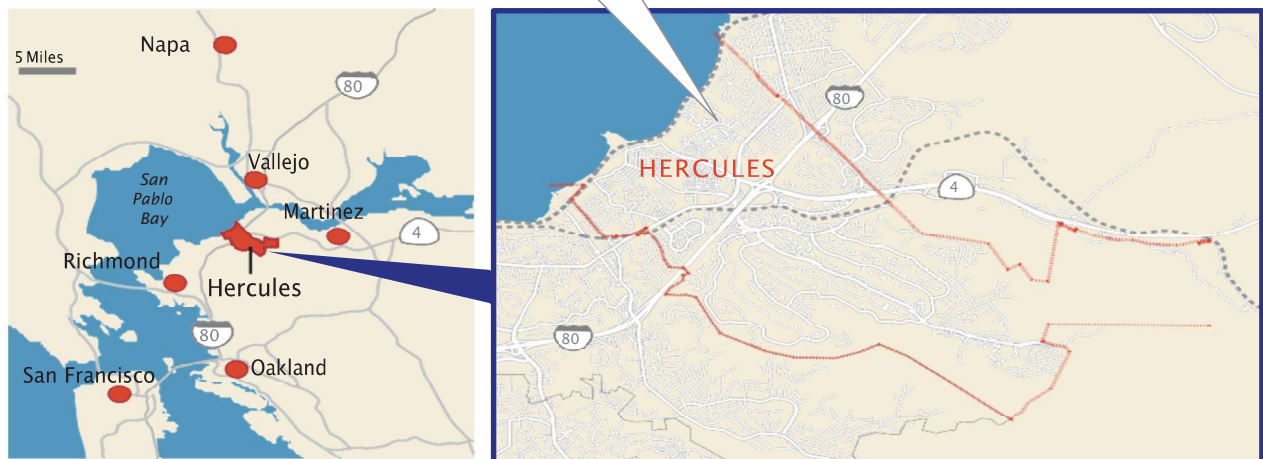 Napa
5 Miles
80
Vallejo
San
Pablo
Bay
Martinez
4
Richmond
Hercules
80
San Francisco
Oakland
80
HERCULES
4
80